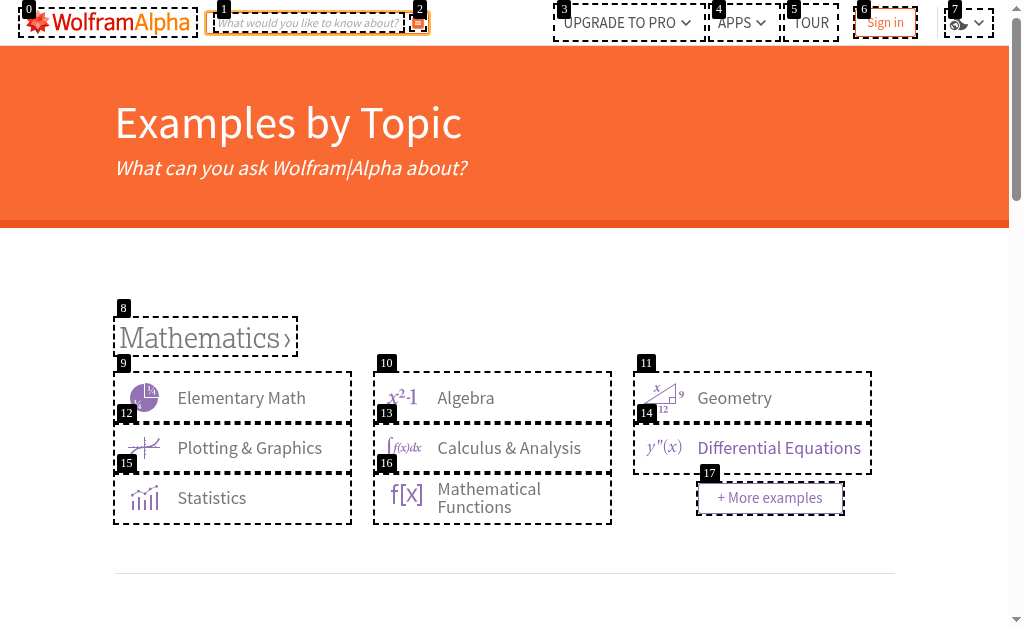 WolframAlpha
What would you like to know about?
UPGRADE TO PRO
APPS
TOUR
Sign in
0
1
2
3
4
5
6
7
Examples by Topic
What can you ask Wolfram|Alpha about?
8
Mathematics ›
9
Elementary Math
10
x²-1
Algebra
11
x
9
12
Geometry
12
Plotting & Graphics
13
∫f(x)dx
Calculus & Analysis
14
y″(x)
Differential Equations
15
Statistics
16
f[x]
Mathematical
Functions
17
+ More examples